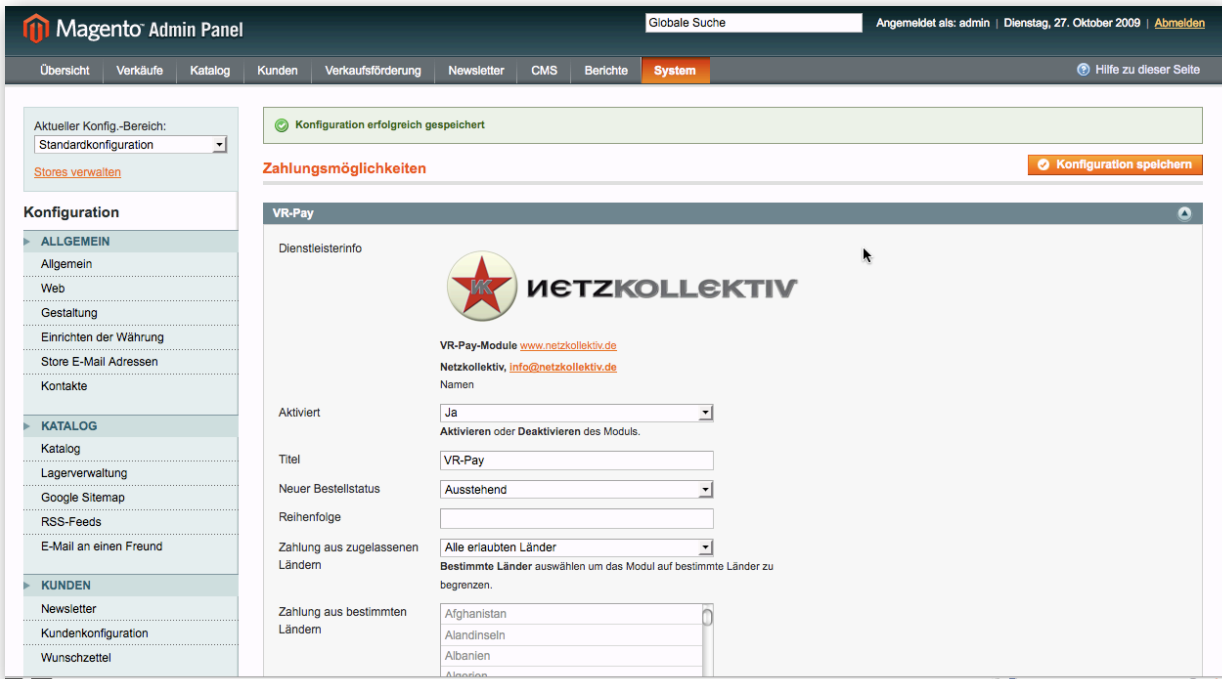 Magento Admin Panel
Globale Suche
Angemeldet als: admin | Dienstag, 27. Oktober 2009 | Abmelden
Übersicht Verkäufe Katalog Kunden Verkaufsförderung Newsletter CMS Berichte System Hilfe zu dieser Seite
Aktueller Konfig.-Bereich:
Standardkonfiguration
Stores verwalten
Konfiguration
ALLGEMEIN
Allgemein
Web
Gestaltung
Einrichten der Währung
Store E-Mail Adressen
Kontakte
KATALOG
Katalog
Lagerverwaltung
Google Sitemap
RSS-Feeds
E-Mail an einen Freund
KUNDEN
Newsletter
Kundenkonfiguration
Wunschzettel
Konfiguration erfolgreich gespeichert
Zahlungsmöglichkeiten
Konfiguration speichern
VR-Pay
Dienstleisterinfo
NK NETZKOLLEKTIV
VR-Pay-Module www.netzkollektiv.de
Netzkollektiv, info@netzkollektiv.de
Namen
Aktiviert
Ja
Aktivieren oder Deaktivieren des Moduls.
Titel
VR-Pay
Neuer Bestellstatus
Ausstehend
Reihenfolge
Zahlung aus zugelassenen
Ländern
Alle erlaubten Länder
Bestimmte Länder auswählen um das Modul auf bestimmte Länder zu
begrenzen.
Zahlung aus bestimmten
Ländern
Afghanistan
Alandinseln
Albanien
Algerien